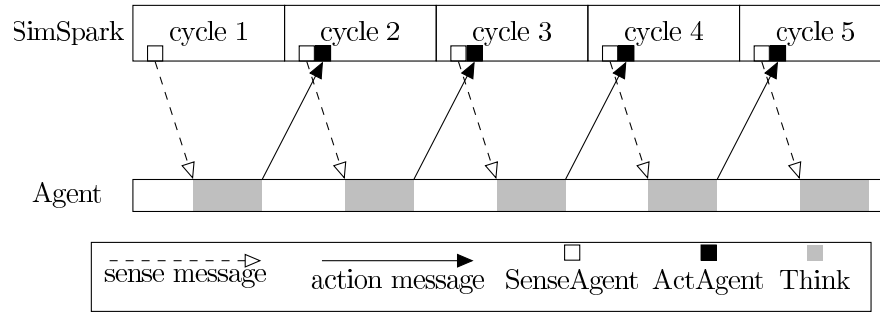 SimSpark cycle 1 cycle 2 cycle 3 cycle 4 cycle 5
Agent
sense message action message SenseAgent ActAgent Think